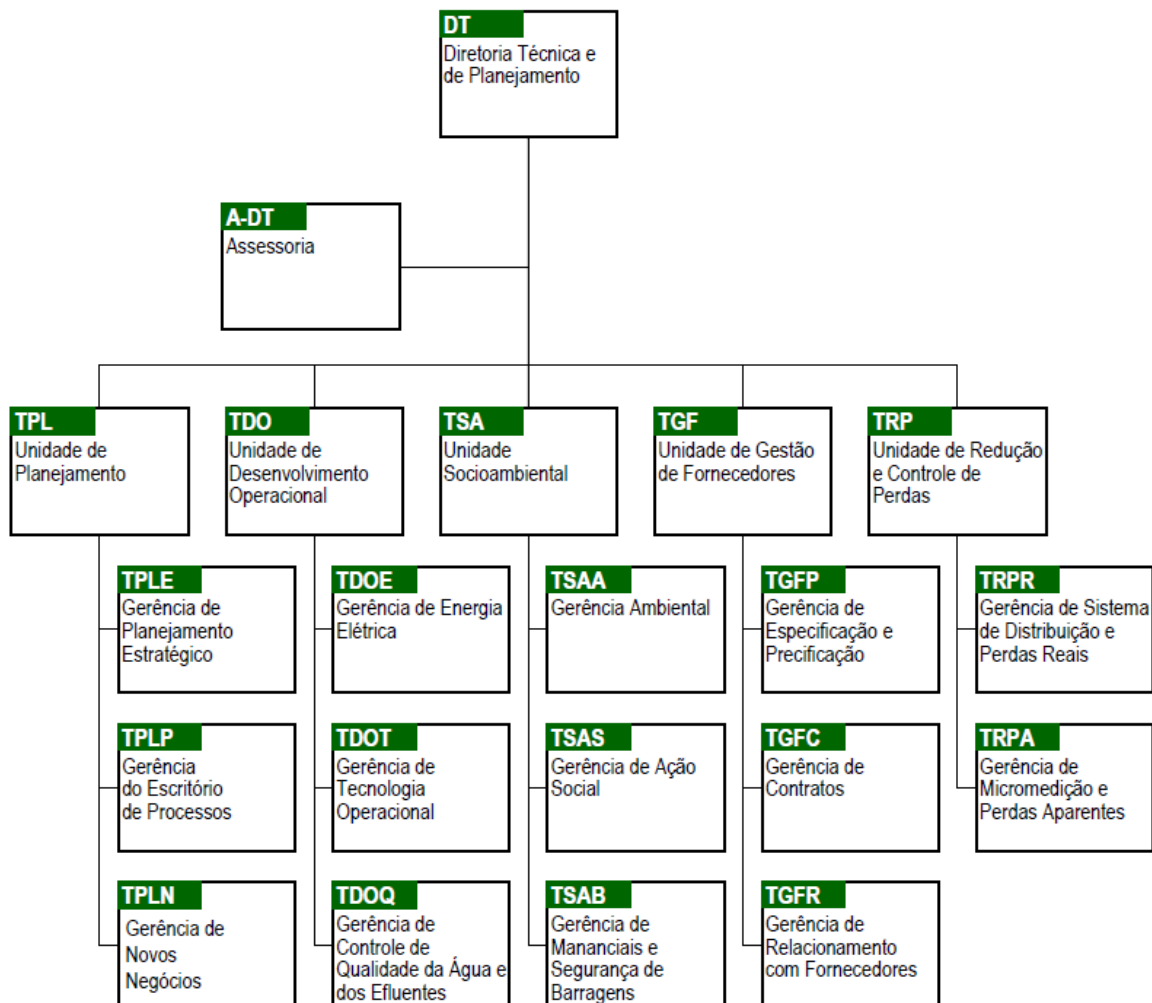 DT
Diretoria Técnica e
de Planejamento
A-DT
Assessoria
TPL
Unidade de
Planejamento
TDO
Unidade de
Desenvolvimento
Operacional
TSA
Unidade
Socioambiental
TGF
Unidade de Gestão
de Fornecedores
TRP
Unidade de Redução
e Controle de
Perdas
TPLE
Gerência de
Planejamento
Estratégico
TDOE
Gerência de Energia
Elétrica
TSAA
Gerência Ambiental
TGFP
Gerência de
Especificação e
Precificação
TRPR
Gerência de Sistema
de Distribuição e
Perdas Reais
TPLP
Gerência
do Escritório
de Processos
TDOT
Gerência de
Tecnologia
Operacional
TSAS
Gerência de Ação
Social
TGFC
Gerência de
Contratos
TRPA
Gerência de
Micromedição e
Perdas Aparentes
TPLN
Gerência de
Novos
Negócios
TDOQ
Gerência de
Controle de
Qualidade da Água e
dos Efluentes
TSAB
Gerência de
Mananciais e
Segurança de
Barragens
TGFR
Gerência de
Relacionamento
com Fornecedores